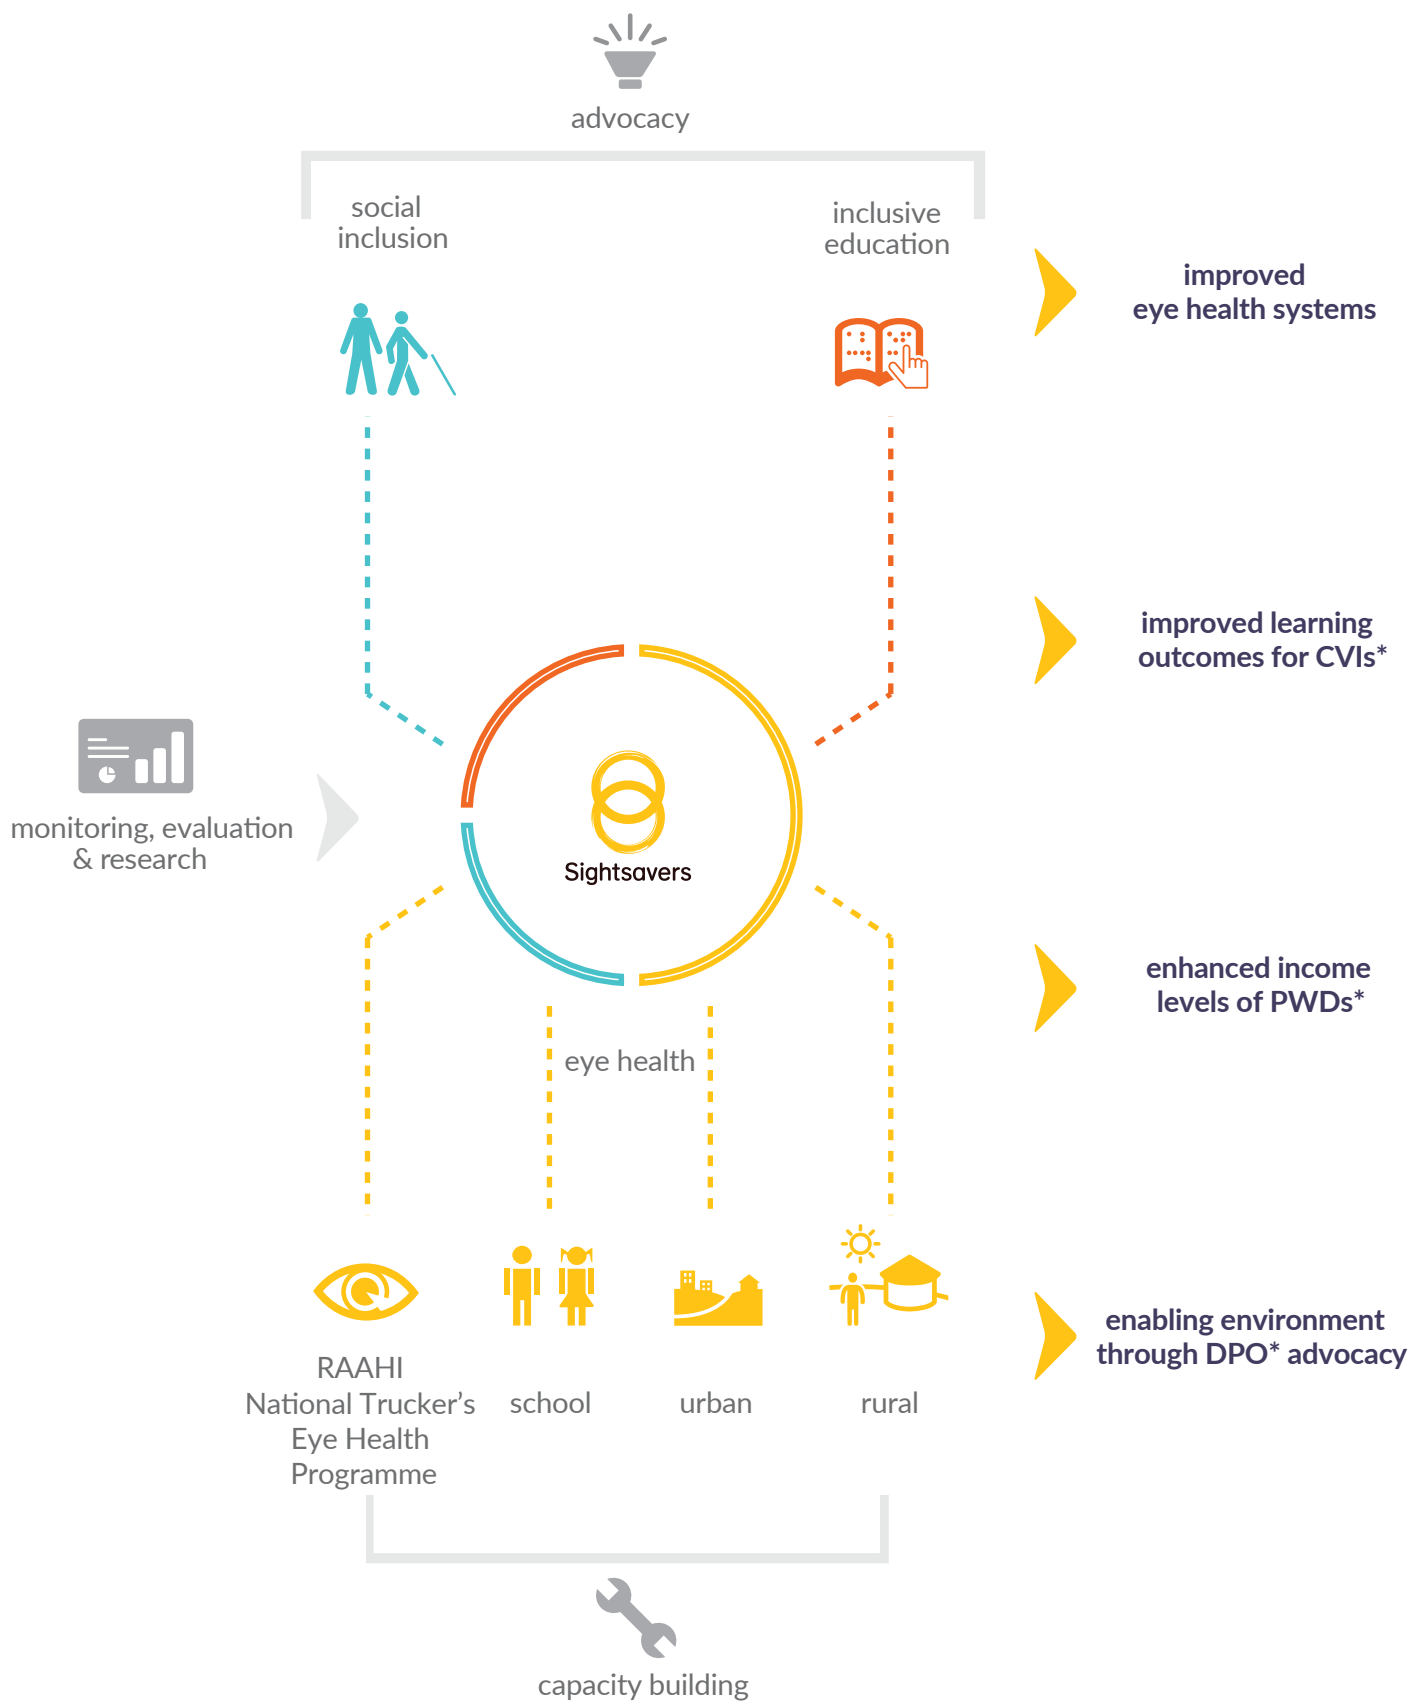 advocacy
social
inclusion
inclusive
education
improved
eye health systems
improved learning
outcomes for CVIs*
monitoring, evaluation
& research
Sightsavers
enhanced income
levels of PWDs*
eye health
enabling environment
through DPO* advocacy
RAAHI
National Trucker’s
Eye Health
Programme
school
urban
rural
capacity building